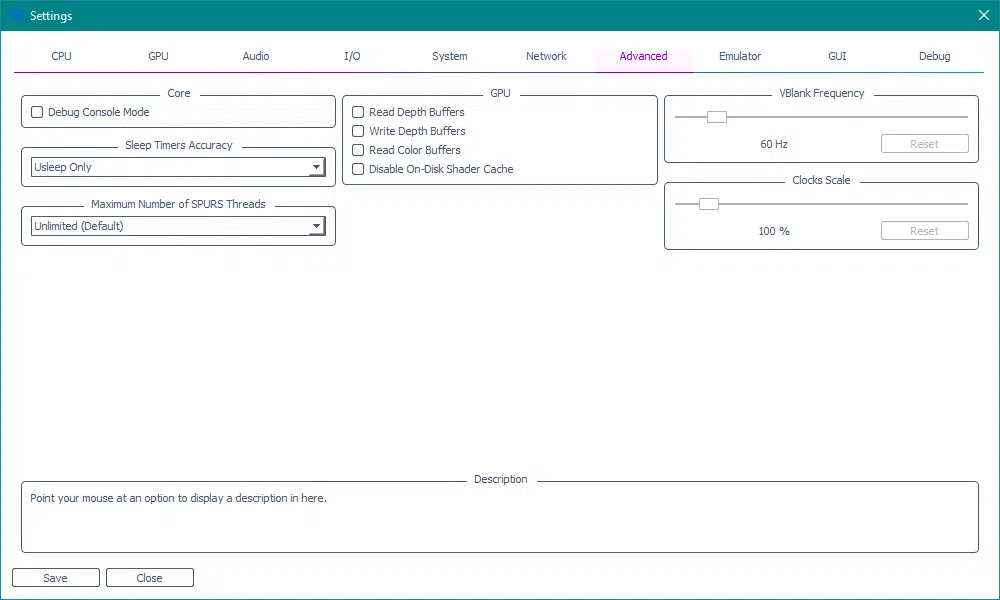 Settings
CPU GPU Audio I/O System Network Advanced Emulator GUI Debug
Core
Debug Console Mode
Sleep Timers Accuracy
Usleep Only
Maximum Number of SPURS Threads
Unlimited (Default)
GPU
Read Depth Buffers
Write Depth Buffers
Read Color Buffers
Disable On-Disk Shader Cache
VBlank Frequency
60 Hz Reset
Clocks Scale
100 % Reset
Description
Point your mouse at an option to display a description in here.
Save Close